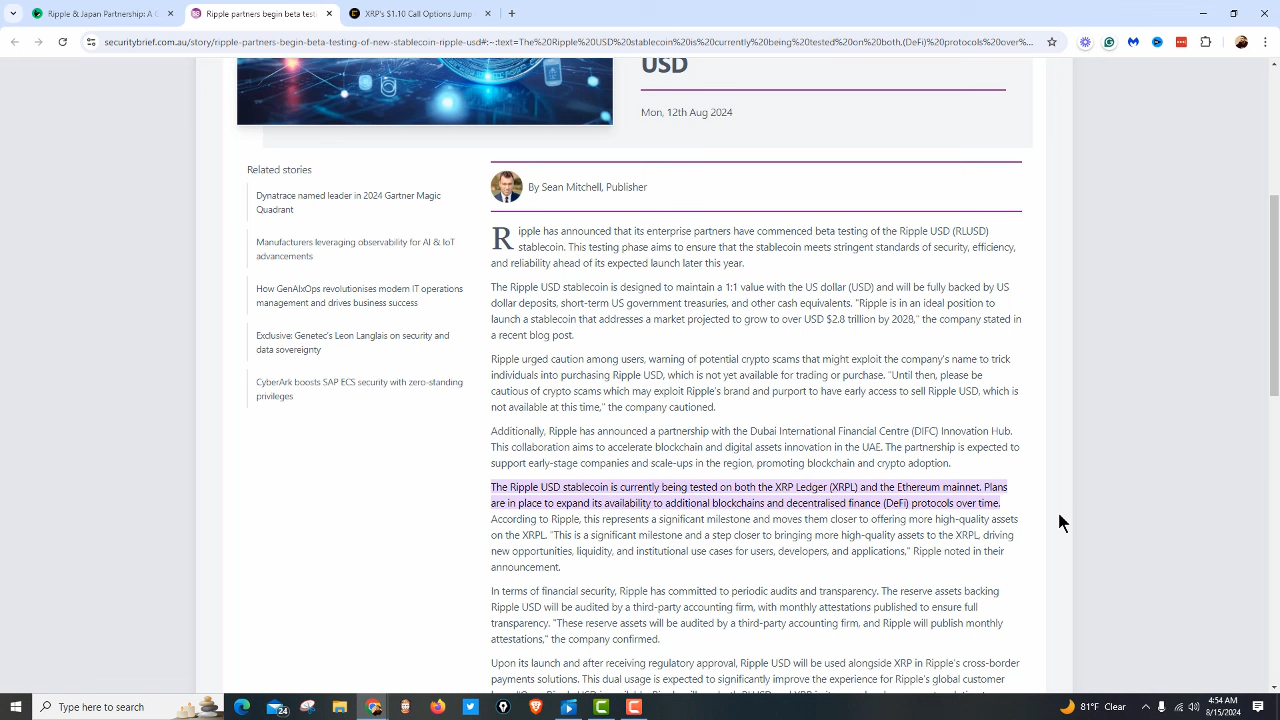 Ripple & Japan Partnership: A
Ripple partners begin beta tes
XRP's $1.10 Call Options Jump
securitybrief.com.au/story/ripple-partners-begin-beta-testing-of-new-stablecoin-ripple-usd#:~:text=The%20Ripple%20USD%20stablecoin%20is%20currently%20being%20tested%20on%20both,(DeFi)%20protocols%20over%...
USD
Mon, 12th Aug 2024
Related stories
Dynatrace named leader in 2024 Gartner Magic
Quadrant
Manufacturers leveraging observability for AI & IoT
advancements
How GenAIxOps revolutionises modern IT operations
management and drives business success
Exclusive: Genetec's Leon Langlais on security and
data sovereignty
CyberArk boosts SAP ECS security with zero-standing
privileges
By Sean Mitchell, Publisher
Ripple has announced that its enterprise partners have commenced beta testing of the Ripple USD (RLUSD)
stablecoin. This testing phase aims to ensure that the stablecoin meets stringent standards of security, efficiency,
and reliability ahead of its expected launch later this year.
The Ripple USD stablecoin is designed to maintain a 1:1 value with the US dollar (USD) and will be fully backed by US
dollar deposits, short-term US government treasuries, and other cash equivalents. "Ripple is in an ideal position to
launch a stablecoin that addresses a market projected to grow to over USD $2.8 trillion by 2028," the company stated in
a recent blog post.
Ripple urged caution among users, warning of potential crypto scams that might exploit the company's name to trick
individuals into purchasing Ripple USD, which is not yet available for trading or purchase. "Until then, please be
cautious of crypto scams which may exploit Ripple's brand and purport to have early access to sell Ripple USD, which is
not available at this time," the company cautioned.
Additionally, Ripple has announced a partnership with the Dubai International Financial Centre (DIFC) Innovation Hub.
This collaboration aims to accelerate blockchain and digital assets innovation in the UAE. The partnership is expected to
support early-stage companies and scale-ups in the region, promoting blockchain and crypto adoption.
The Ripple USD stablecoin is currently being tested on both the XRP Ledger (XRPL) and the Ethereum mainnet. Plans
are in place to expand its availability to additional blockchains and decentralised finance (DeFi) protocols over time.
According to Ripple, this represents a significant milestone and moves them closer to offering more high-quality assets
on the XRPL. "This is a significant milestone and a step closer to bringing more high-quality assets to the XRPL, driving
new opportunities, liquidity, and institutional use cases for users, developers, and applications," Ripple noted in their
announcement.
In terms of financial security, Ripple has committed to periodic audits and transparency. The reserve assets backing
Ripple USD will be audited by a third-party accounting firm, with monthly attestations published to ensure full
transparency. "These reserve assets will be audited by a third-party accounting firm, and Ripple will publish monthly
attestations," the company confirmed.
Upon its launch and after receiving regulatory approval, Ripple USD will be used alongside XRP in Ripple's cross-border
payments solutions. This dual usage is expected to significantly improve the experience for Ripple's global customer
Type here to search
24
81°F Clear
4:54 AM
8/15/2024